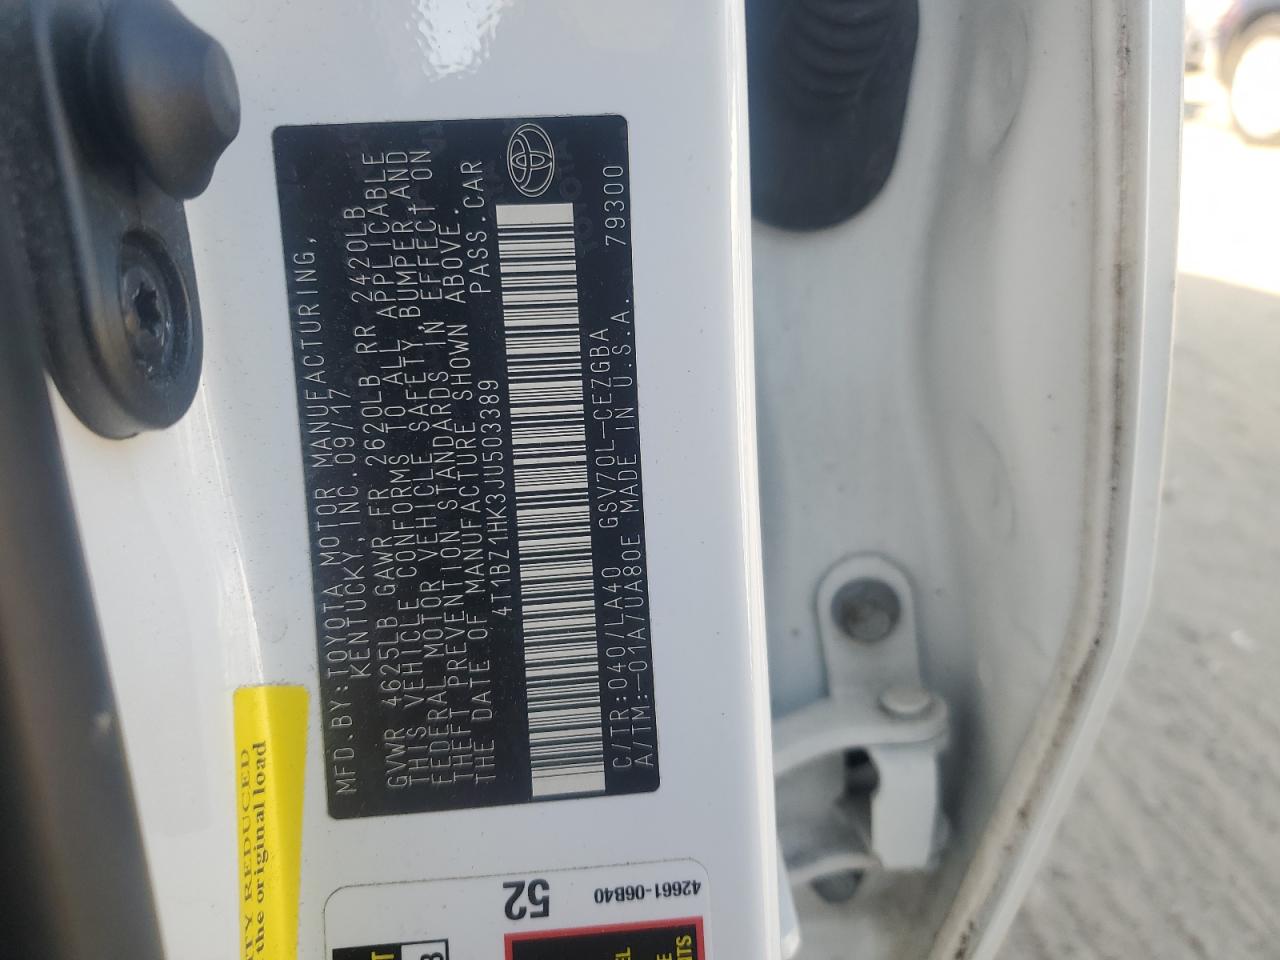 MFD.BY:TOYOTA MOTOR MANUFACTURING,
KENTUCKY, INC 09/17
GVWR 4625LB GAWR FR 2620LB RR 2420LB
THIS VEHICLE CONFORMS TO ALL APPLICABLE
FEDERAL MOTOR VEHICLE SAFETY, BUMPER, AND
THEFT PREVENTION STANDARDS IN EFFECT ON
THE DATE OF MANUFACTURE SHOWN ABOVE.
4T1BZ1HK3JU503389 PASS.CAR
C/TR:040/LA40 GSV70L-CEZGBA 79300
A/TM:-01A/UA80E MADE IN U.S.A.
TY REDUCED
the original load
52
42661-06B40